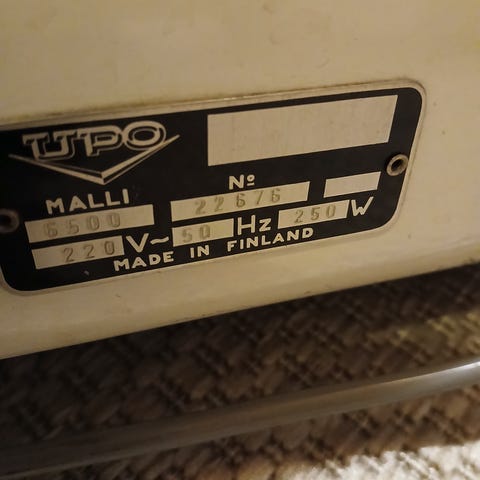 UPO
MALLI
Nº
6500
22676
220 V~ 50 Hz 250 W
MADE IN FINLAND